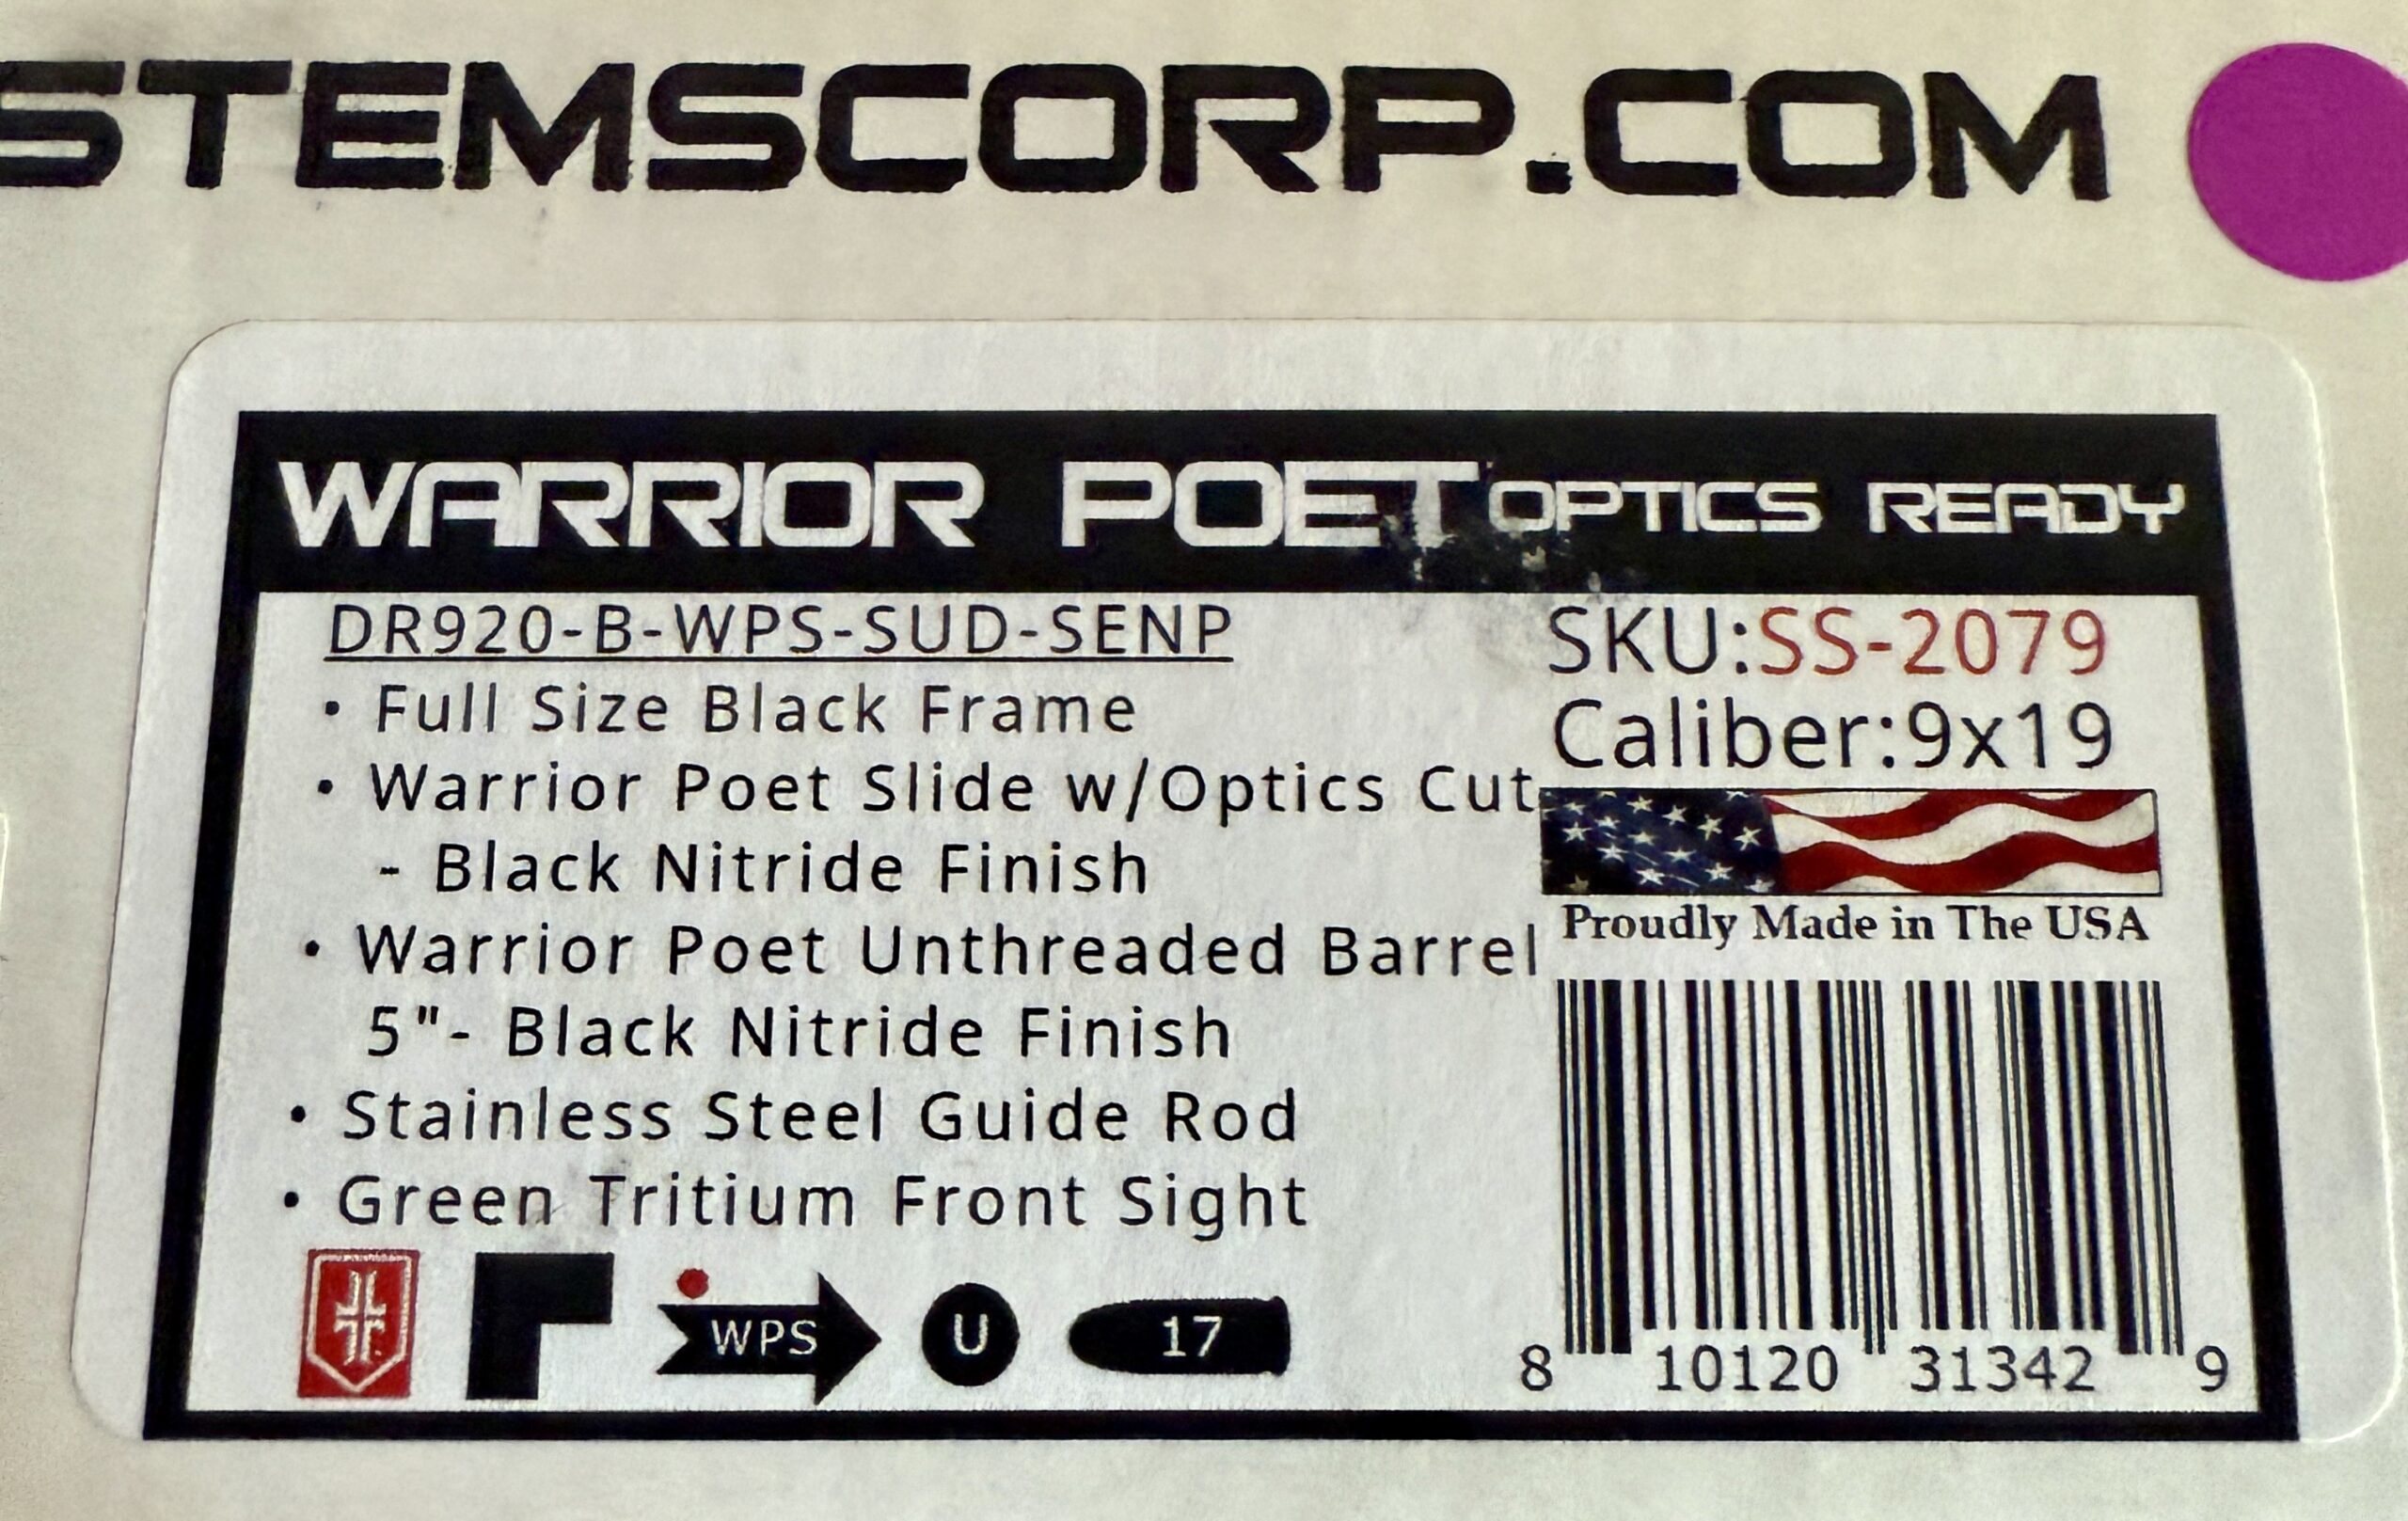 STEMSCORP.COM
WARRIOR POET OPTICS READY
DR920-B-WPS-SUD-SENP
• Full Size Black Frame
• Warrior Poet Slide w/Optics Cut
- Black Nitride Finish
• Warrior Poet Unthreaded Barrel
5"- Black Nitride Finish
• Stainless Steel Guide Rod
• Green Tritium Front Sight
WPS U 17
SKU:SS-2079
Caliber:9x19
Proudly Made in The USA
8 10120 31342 9